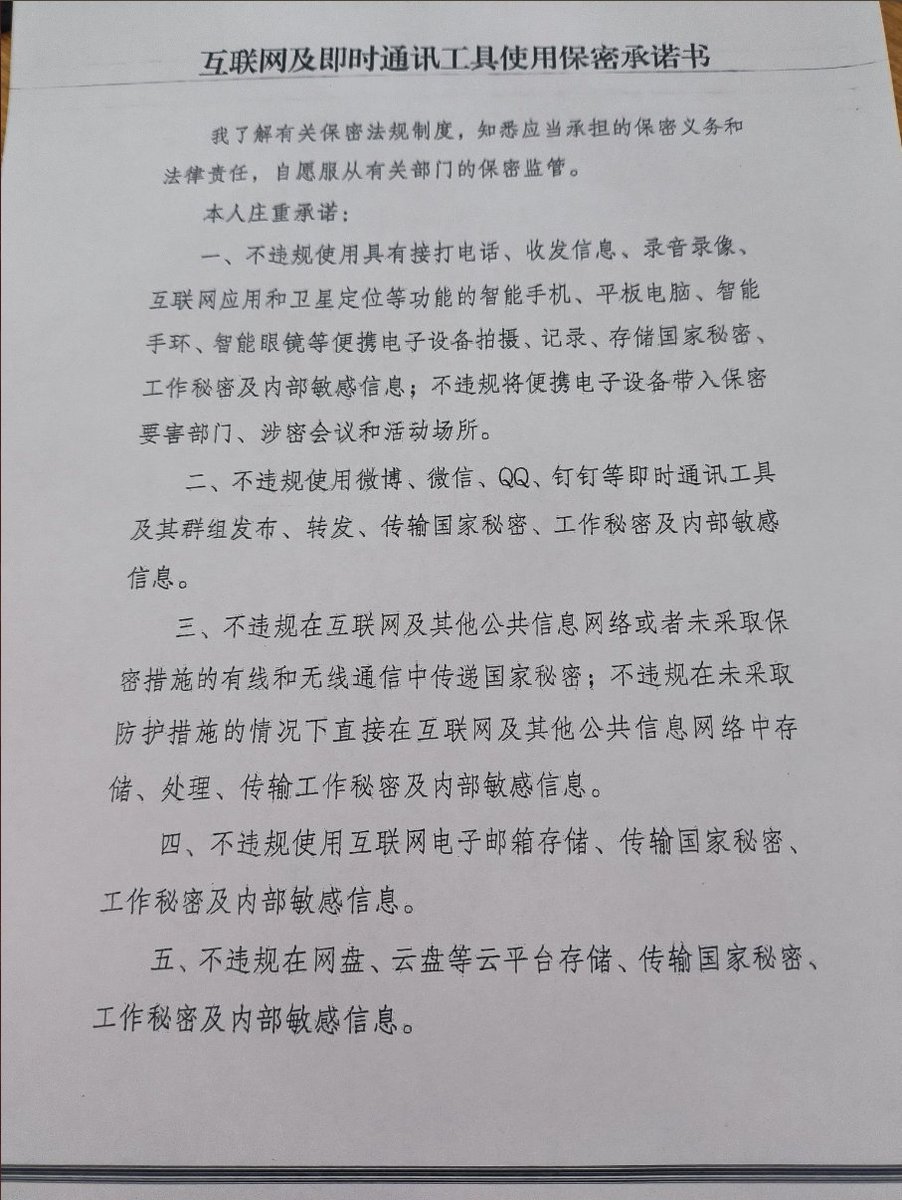 互联网及即时通讯工具使用保密承诺书
我了解有关保密法规制度，知悉应当承担的保密义务和
法律责任，自愿服从有关部门的保密监管。
本人庄重承诺：
一、不违规使用具有接打电话、收发信息、录音录像、
互联网应用和卫星定位等功能的智能手机、平板电脑、智能
手环、智能眼镜等便携电子设备拍摄、记录、存储国家秘密、
工作秘密及内部敏感信息；不违规将便携电子设备带入保密
要害部门、涉密会议和活动场所。
二、不违规使用微博、微信、QQ、钉钉等即时通讯工具
及其群组发布、转发、传输国家秘密、工作秘密及内部敏感
信息。
三、不违规在互联网及其他公共信息网络或者未采取保
密措施的有线和无线通信中传递国家秘密；不违规在未采取
防护措施的情况下直接在互联网及其他公共信息网络中存
储、处理、传输工作秘密及内部敏感信息。
四、不违规使用互联网电子邮箱存储、传输国家秘密、
工作秘密及内部敏感信息。
五、不违规在网盘、云盘等云平台存储、传输国家秘密、
工作秘密及内部敏感信息。